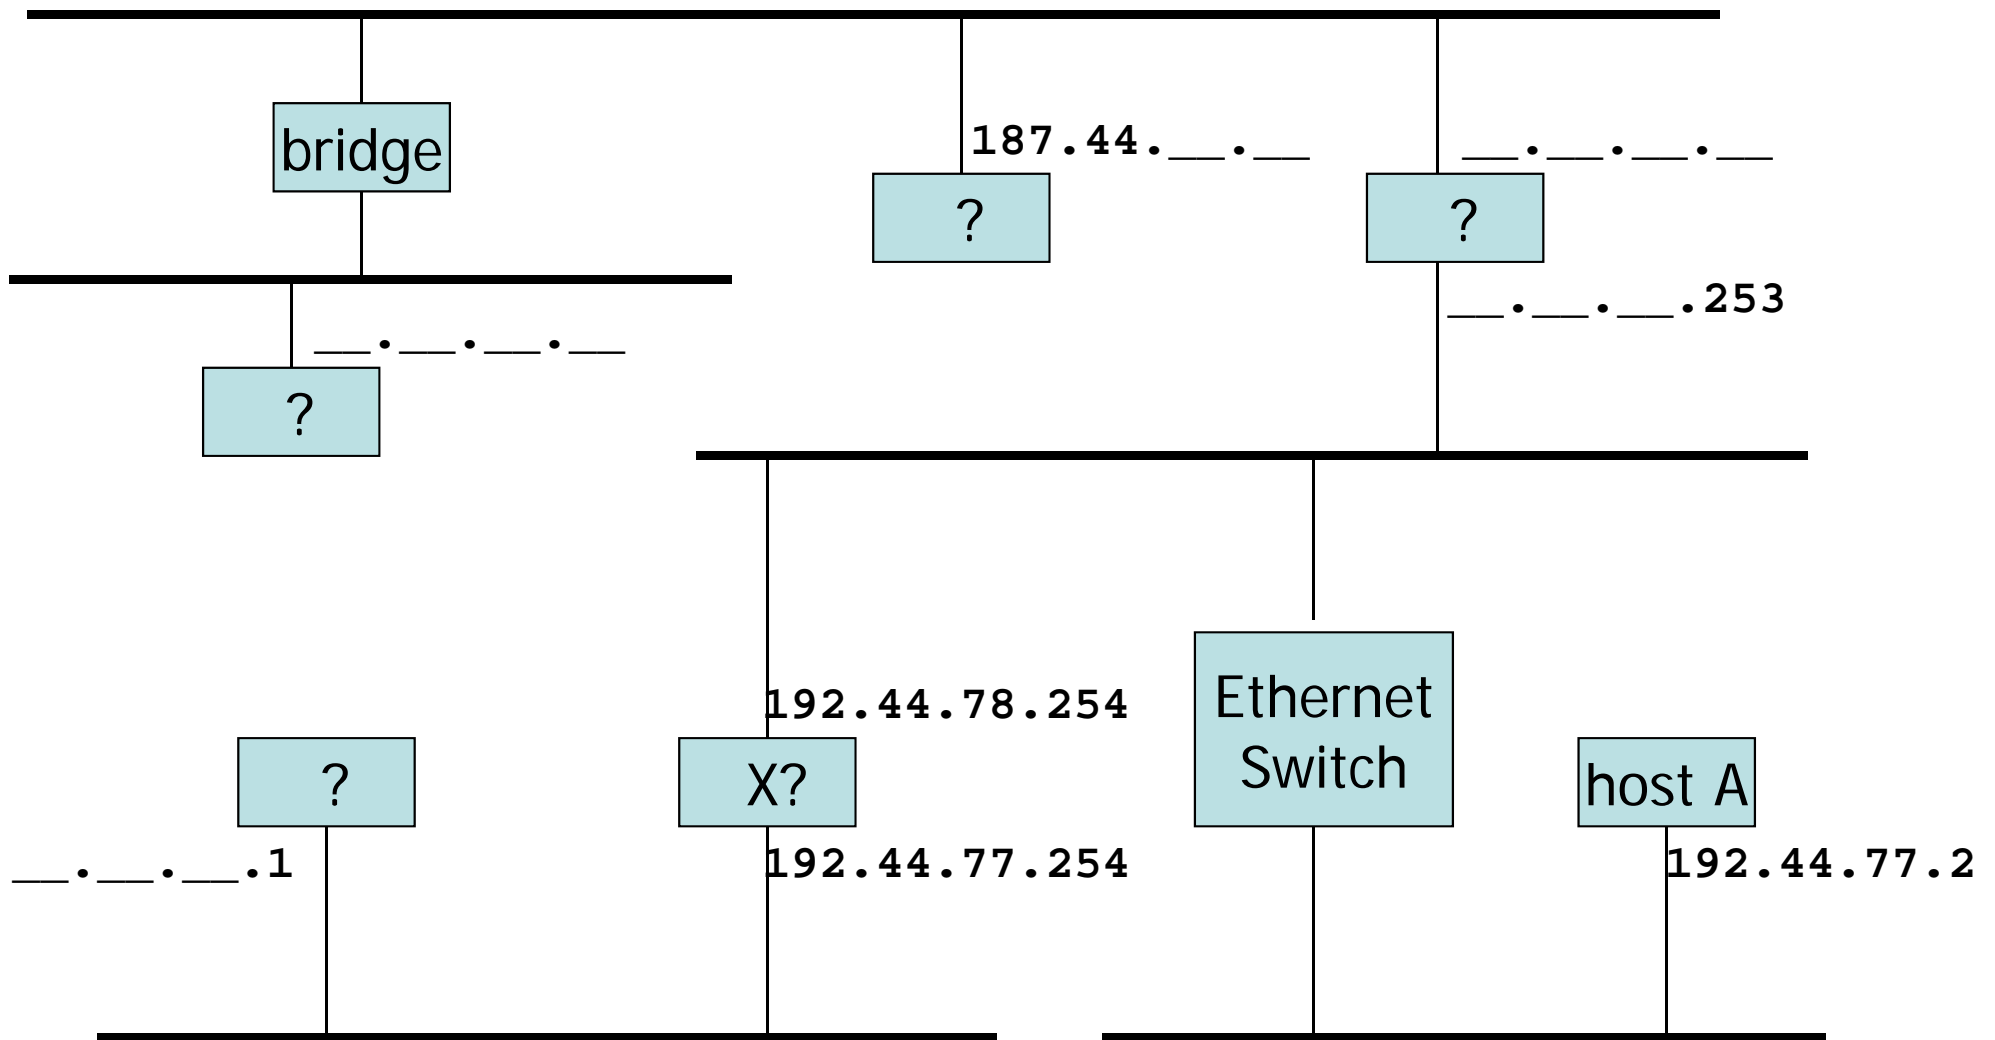 bridge
187.44.__.__
__.__.__.__
?
?
__.__.__.253
__.__.__.__
?
192.44.78.254
Ethernet
Switch
?
X?
host A
__.__.__.1
192.44.77.254
192.44.77.2